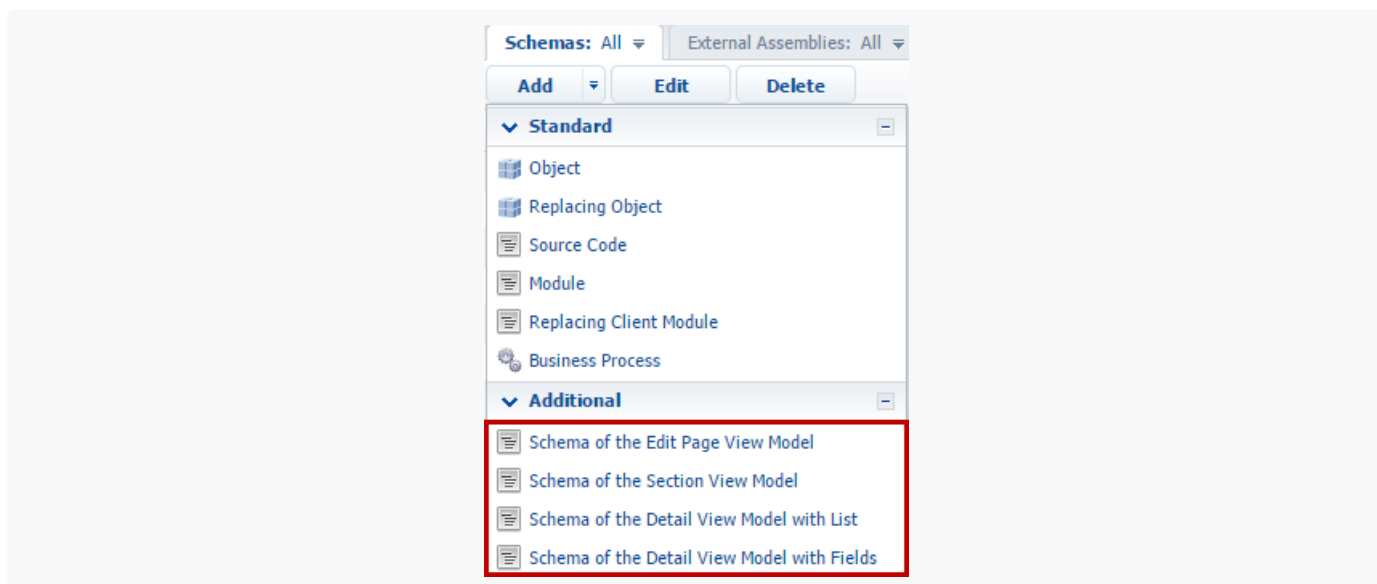 Schemas: All External Assemblies: All
Add Edit Delete
Standard
Object
Replacing Object
Source Code
Module
Replacing Client Module
Business Process
Additional
Schema of the Edit Page View Model
Schema of the Section View Model
Schema of the Detail View Model with List
Schema of the Detail View Model with Fields